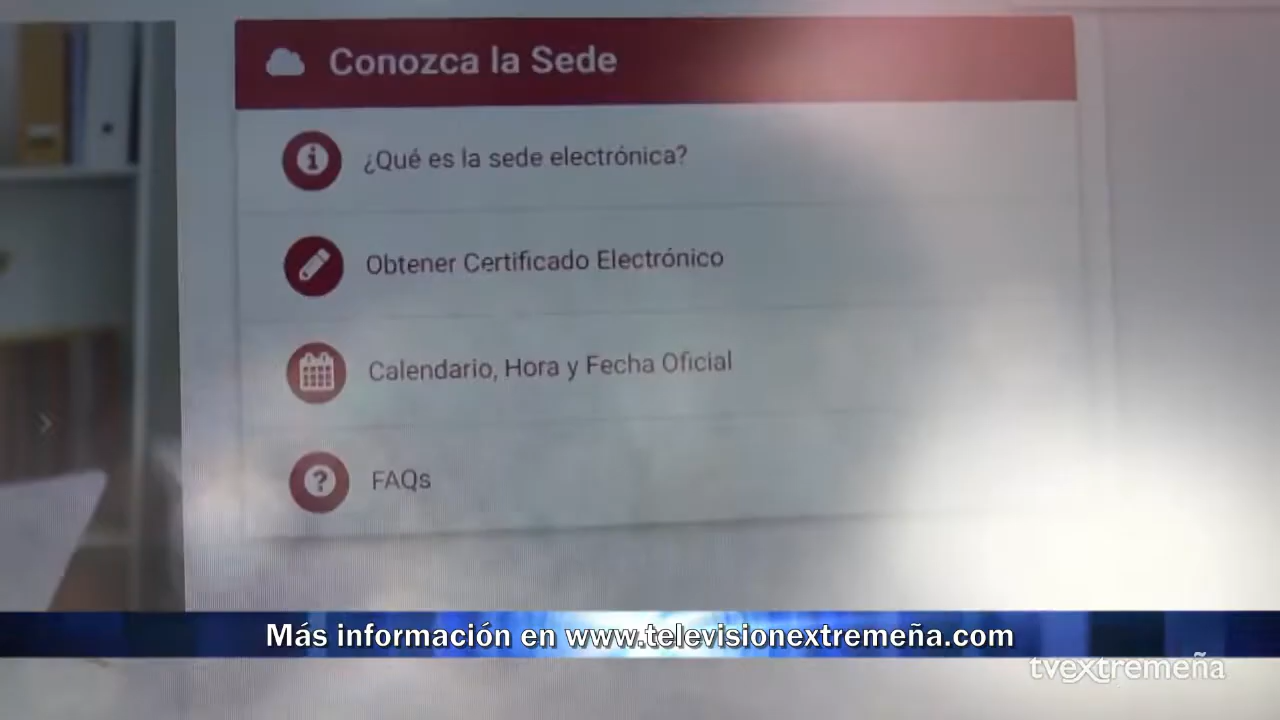 Conozca la Sede
¿Qué es la sede electrónica?
Obtener Certificado Electrónico
Calendario, Hora y Fecha Oficial
FAQs
Más información en www.televisionextremeña.com
tvextremeña